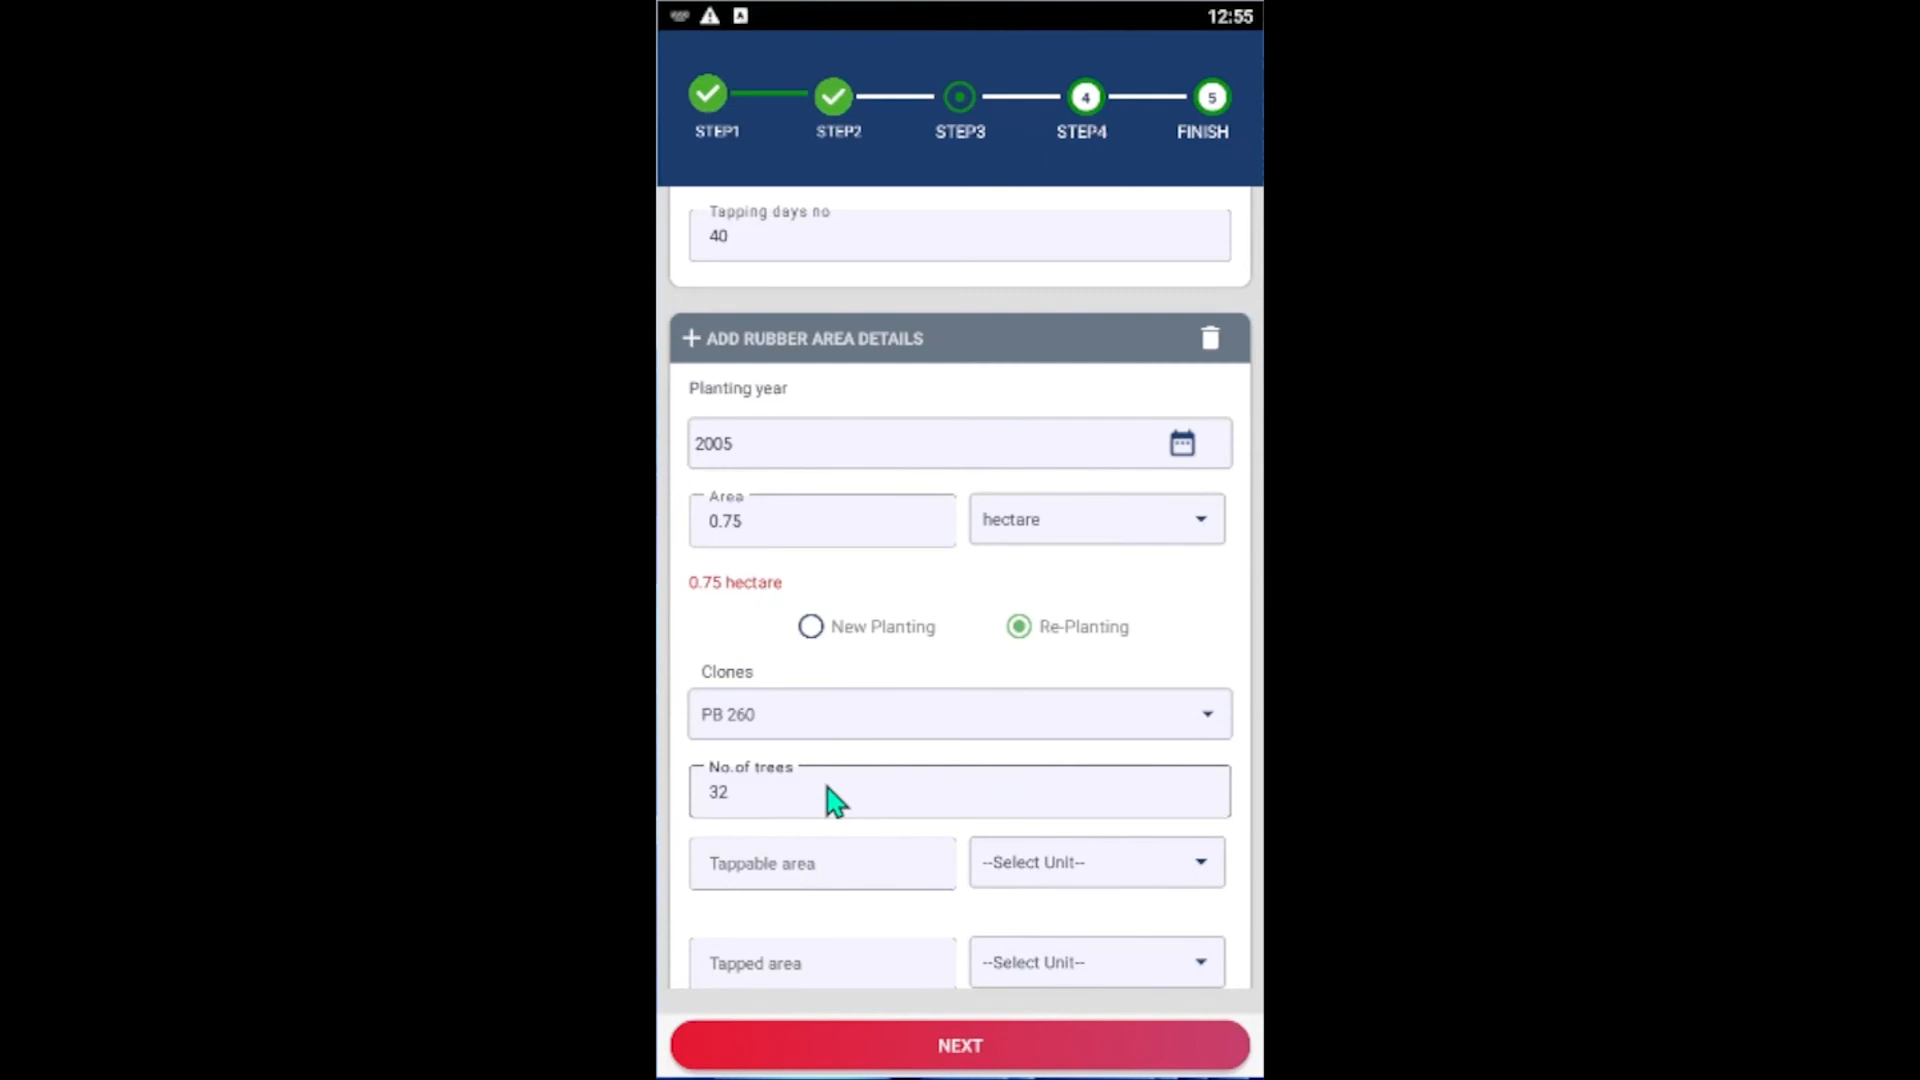 12:55
4
5
STEP1
STEP2
STEP3
STEP4
FINISH
Tapping days no
40
ADD RUBBER AREA DETAILS
Planting year
2005
Area
0.75
hectare
0.75 hectare
New Planting
Re-Planting
Clones
PB 260
No.of trees
32
Tappable area
--Select Unit--
Tapped area
--Select Unit--
NEXT